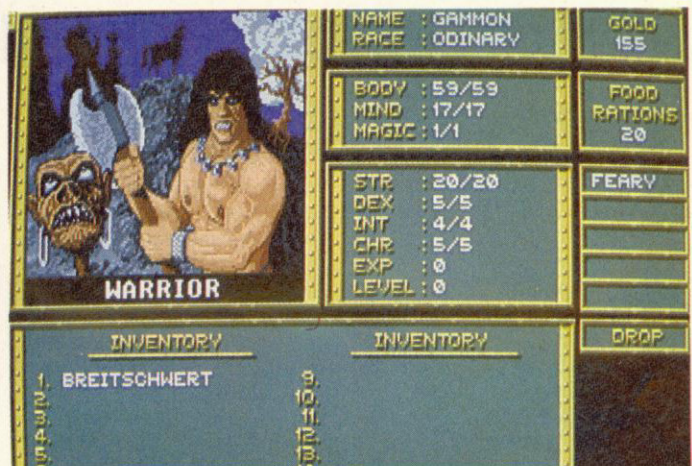 NAME : GAMMON
RACE : ODINARY
GOLD
155
BODY : 59/59
MIND : 17/17
MAGIC : 1/1
FOOD
RATIONS
20
STR : 20/20
DEX : 5/5
INT : 4/4
CHR : 5/5
EXP : 0
LEVEL : 0
FEARY
WARRIOR
DROP
INVENTORY
INVENTORY
1. BREITSCHWERT
2.
3.
4.
5.
9.
10.
11.
12.
13.